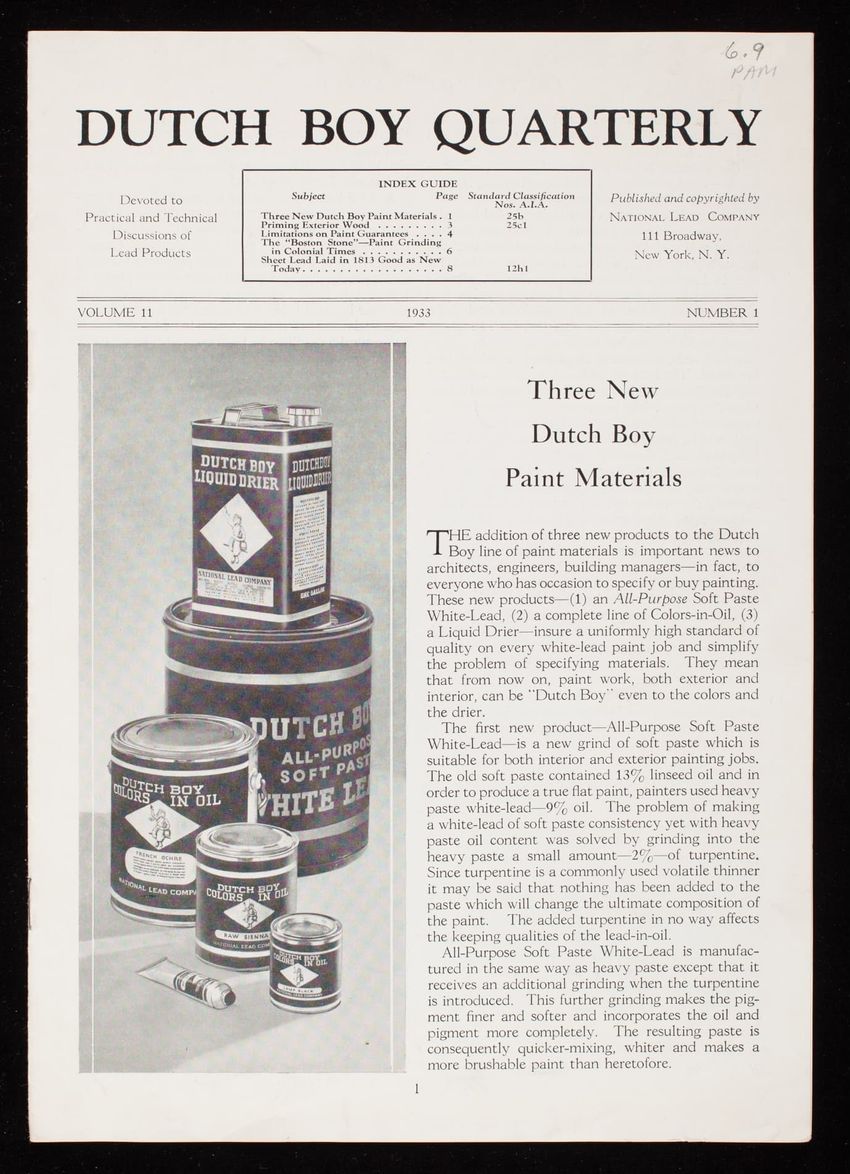 6.9
PAM
DUTCH BOY QUARTERLY
Devoted to
Practical and Technical
Discussions of
Lead Products
INDEX GUIDE
Subject Page Standard Classification
Nos. A.I.A.
Three New Dutch Boy Paint Materials . 1 25b
Priming Exterior Wood . . . . . . . . . 3 25c1
Limitations on Paint Guarantees . . . . 4
The "Boston Stone"—Paint Grinding
in Colonial Times . . . . . . . . . . . 6
Sheet Lead Laid in 1813 Good as New
Today . . . . . . . . . . . . . . . . . . . 8 12h1
Published and copyrighted by
NATIONAL LEAD COMPANY
111 Broadway,
New York, N. Y.
VOLUME 11 1933 NUMBER 1
DUTCH BOY
LIQUID DRIER
NATIONAL LEAD COMPANY
DUTCH BOY
LIQUID DRIER
ONE GALLON
DUTCH BO
ALL-PURPOS
SOFT PAST
WHITE LE
DUTCH BOY
COLORS IN OIL
FRENCH OCHRE
NATIONAL LEAD COMPA
DUTCH BOY
COLORS IN OIL
RAW SIENNA
NATIONAL LEAD COM
DUTCH BOY
COLORS IN OIL
LAMP BLACK
Three New
Dutch Boy
Paint Materials
THE addition of three new products to the Dutch
Boy line of paint materials is important news to
architects, engineers, building managers—in fact, to
everyone who has occasion to specify or buy painting.
These new products—(1) an All-Purpose Soft Paste
White-Lead, (2) a complete line of Colors-in-Oil, (3)
a Liquid Drier—insure a uniformly high standard of
quality on every white-lead paint job and simplify
the problem of specifying materials. They mean
that from now on, paint work, both exterior and
interior, can be "Dutch Boy" even to the colors and
the drier.
The first new product—All-Purpose Soft Paste
White-Lead—is a new grind of soft paste which is
suitable for both interior and exterior painting jobs.
The old soft paste contained 13% linseed oil and in
order to produce a true flat paint, painters used heavy
paste white-lead—9% oil. The problem of making
a white-lead of soft paste consistency yet with heavy
paste oil content was solved by grinding into the
heavy paste a small amount—2%—of turpentine.
Since turpentine is a commonly used volatile thinner
it may be said that nothing has been added to the
paste which will change the ultimate composition of
the paint. The added turpentine in no way affects
the keeping qualities of the lead-in-oil.
All-Purpose Soft Paste White-Lead is manufac-
tured in the same way as heavy paste except that it
receives an additional grinding when the turpentine
is introduced. This further grinding makes the pig-
ment finer and softer and incorporates the oil and
pigment more completely. The resulting paste is
consequently quicker-mixing, whiter and makes a
more brushable paint than heretofore.
1